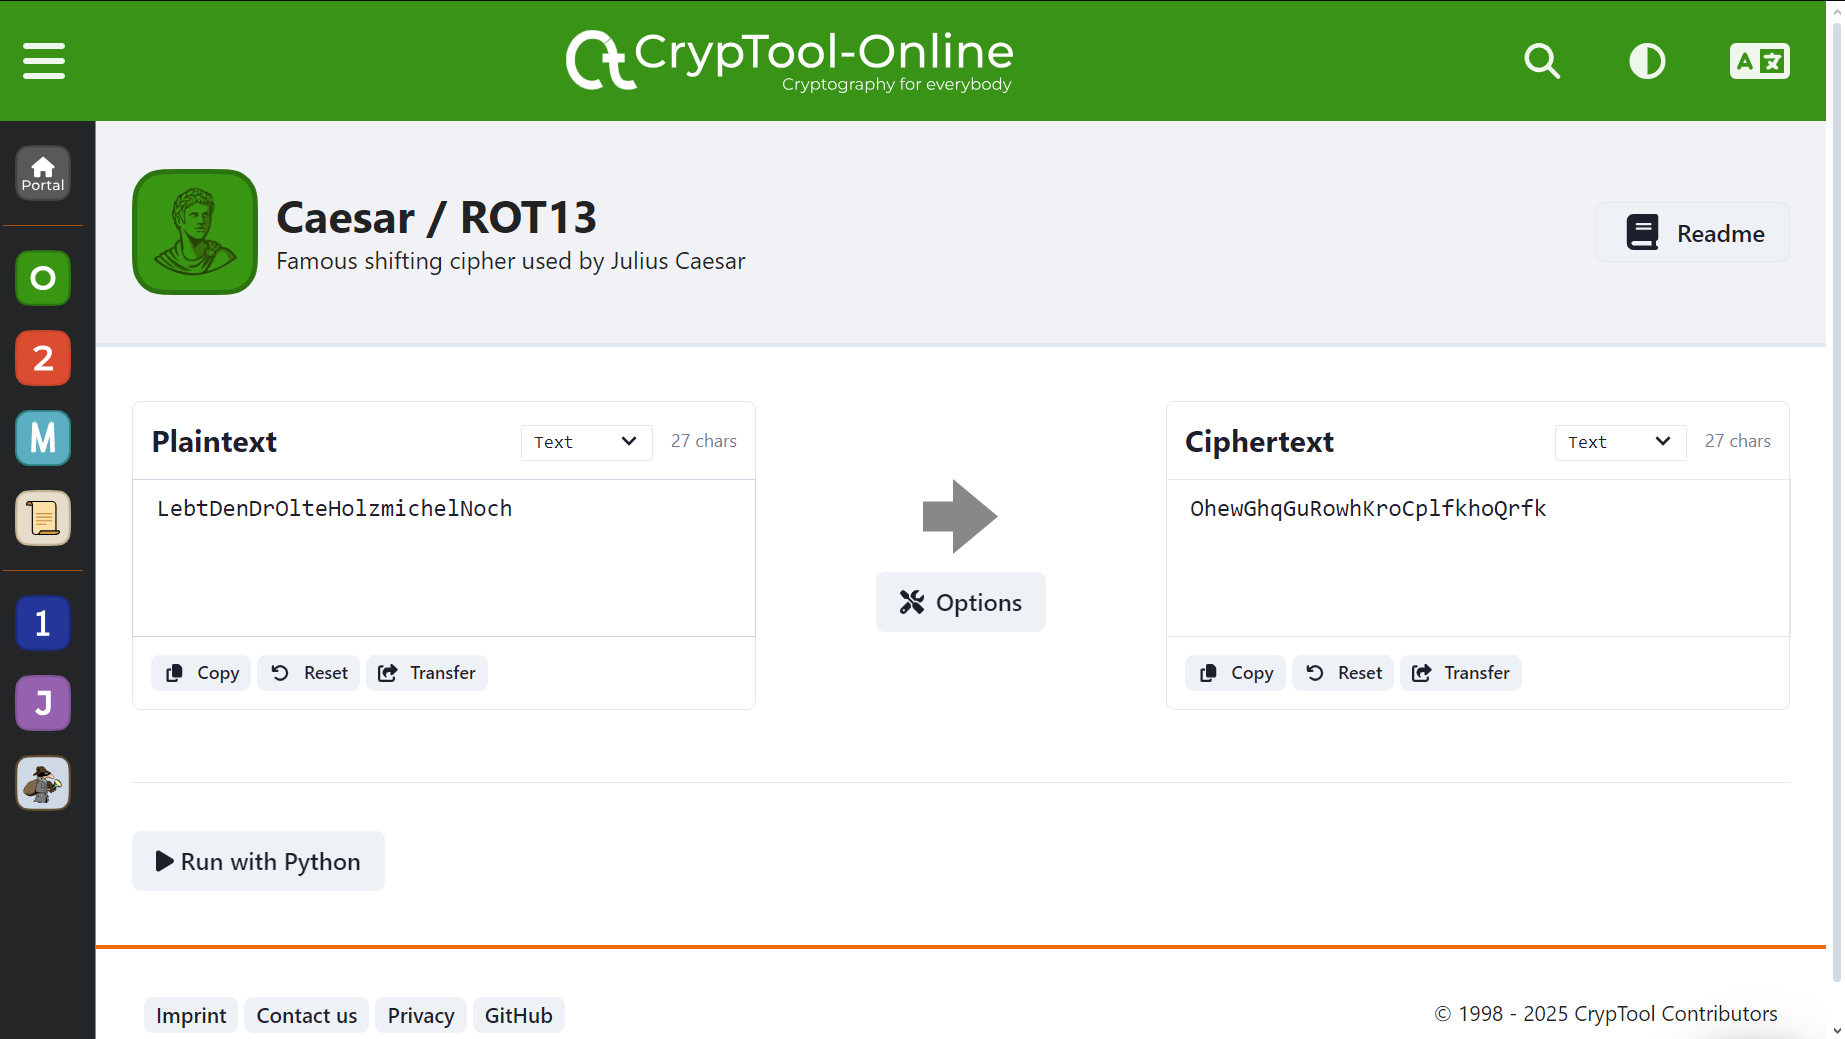 CrypTool-Online
Cryptography for everybody
Portal
Caesar / ROT13
Famous shifting cipher used by Julius Caesar
Readme
O
2
M
1
J
Plaintext
Text
27 chars
LebtDenDrOlteHolzmichelNoch
Copy
Reset
Transfer
Options
Ciphertext
Text
27 chars
OhewGhqGuRowhKroCplfkhoQrfk
Copy
Reset
Transfer
Run with Python
Imprint
Contact us
Privacy
GitHub
© 1998 - 2025 CrypTool Contributors